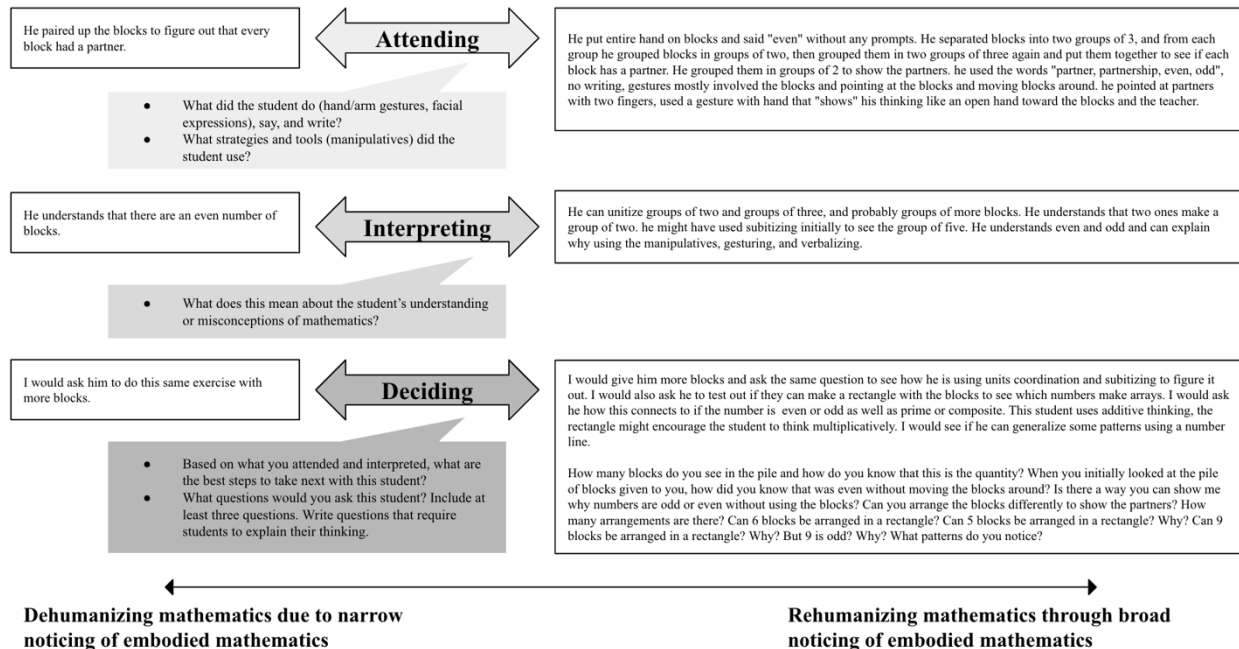 He paired up the blocks to figure out that every
block had a partner.
Attending
He put entire hand on blocks and said "even" without any prompts. He separated blocks into two groups of 3, and from each
group he grouped blocks in groups of two, then grouped them in two groups of three again and put them together to see if each
block has a partner. He grouped them in groups of 2 to show the partners. he used the words "partner, partnership, even, odd",
no writing, gestures mostly involved the blocks and pointing at the blocks and moving blocks around. he pointed at partners
with two fingers, used a gesture with hand that "shows" his thinking like an open hand toward the blocks and the teacher.
● What did the student do (hand/arm gestures, facial
expressions), say, and write?
● What strategies and tools (manipulatives) did the
student use?
He understands that there are an even number of
blocks.
Interpreting
He can unitize groups of two and groups of three, and probably groups of more blocks. He understands that two ones make a
group of two. he might have used subitizing initially to see the group of five. He understands even and odd and can explain
why using the manipulatives, gesturing, and verbalizing.
● What does this mean about the student's understanding
or misconceptions of mathematics?
I would ask him to do this same exercise with
more blocks.
Deciding
I would give him more blocks and ask the same question to see how he is using units coordination and subitizing to figure it
out. I would also ask he to test out if they can make a rectangle with the blocks to see which numbers make arrays. I would ask
he how this connects to if the number is even or odd as well as prime or composite. This student uses additive thinking, the
rectangle might encourage the student to think multiplicatively. I would see if he can generalize some patterns using a number
line.
How many blocks do you see in the pile and how do you know that this is the quantity? When you initially looked at the pile
of blocks given to you, how did you know that was even without moving the blocks around? Is there a way you can show me
why numbers are odd or even without using the blocks? Can you arrange the blocks differently to show the partners? How
many arrangements are there? Can 6 blocks be arranged in a rectangle? Can 5 blocks be arranged in a rectangle? Why? Can 9
blocks be arranged in a rectangle? Why? But 9 is odd? Why? What patterns do you notice?
● Based on what you attended and interpreted, what are
the best steps to take next with this student?
● What questions would you ask this student? Include at
least three questions. Write questions that require
students to explain their thinking.
Dehumanizing mathematics due to narrow
noticing of embodied mathematics
Rehumanizing mathematics through broad
noticing of embodied mathematics